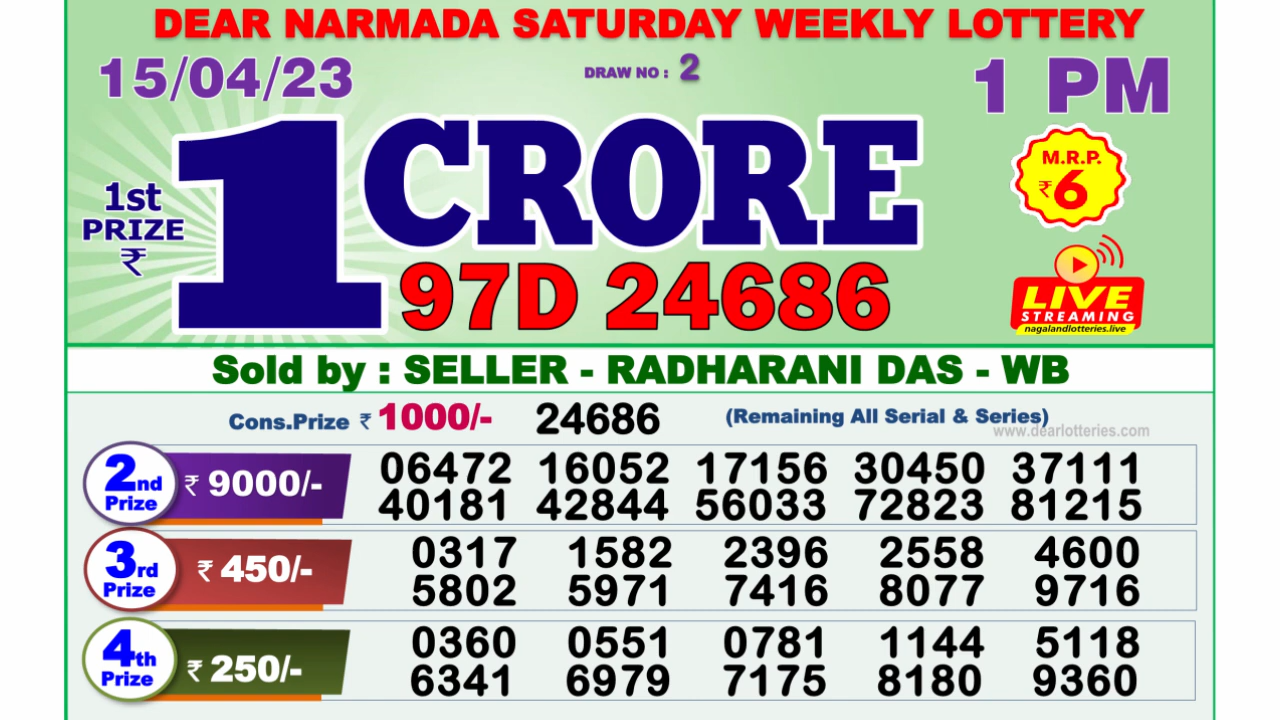 DEAR NARMADA SATURDAY WEEKLY LOTTERY
15/04/23 DRAW NO : 2 1 PM
1st PRIZE ₹ 1 CRORE
M.R.P. ₹6
97D 24686
LIVE
STREAMING
nagalandlotteries.live
Sold by : SELLER - RADHARANI DAS - WB
Cons.Prize ₹ 1000/- 24686 (Remaining All Serial & Series)
www.dearlotteries.com
2nd Prize ₹ 9000/-
06472 16052 17156 30450 37111
40181 42844 56033 72823 81215
3rd Prize ₹ 450/-
0317 1582 2396 2558 4600
5802 5971 7416 8077 9716
4th Prize ₹ 250/-
0360 0551 0781 1144 5118
6341 6979 7175 8180 9360